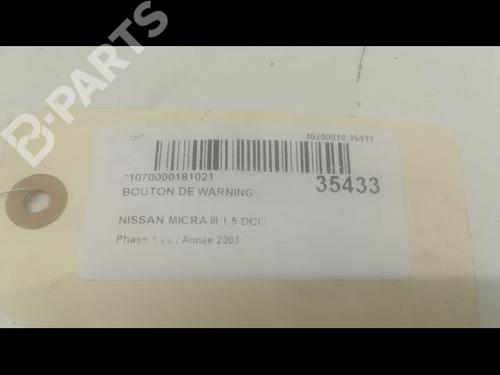 B-PARTS
GF 40200010 35433
*1070000181021
BOUTON DE WARNING
35433
NISSAN MICRA III 1.5 DCI
Phase 1 cc / Année 2003